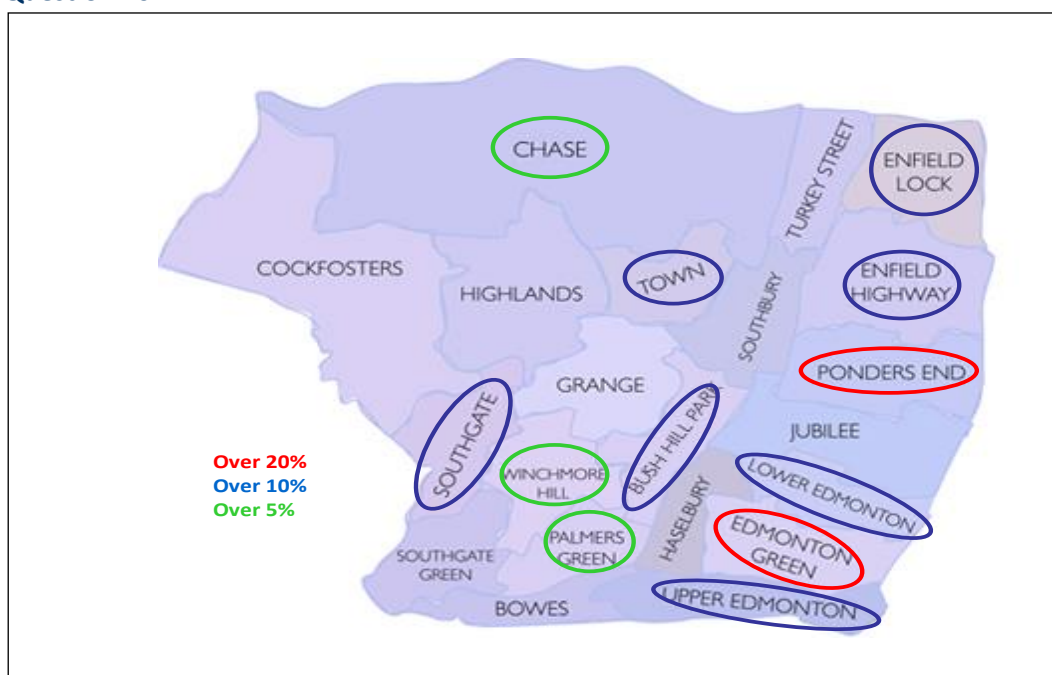 CHASE
TURKEY STREET
ENFIELD
LOCK
COCKFOSTERS
HIGHLANDS
TOWN
SOUTHBURY
ENFIELD
HIGHWAY
GRANGE
PONDERS END
SOUTHGATE
BUSH HILL PARK
JUBILEE
Over 20%
Over 10%
Over 5%
WINCHMORE
HILL
LOWER EDMONTON
HASELBURY
PALMERS
GREEN
EDMONTON
GREEN
SOUTHGATE
GREEN
BOWES
UPPER EDMONTON